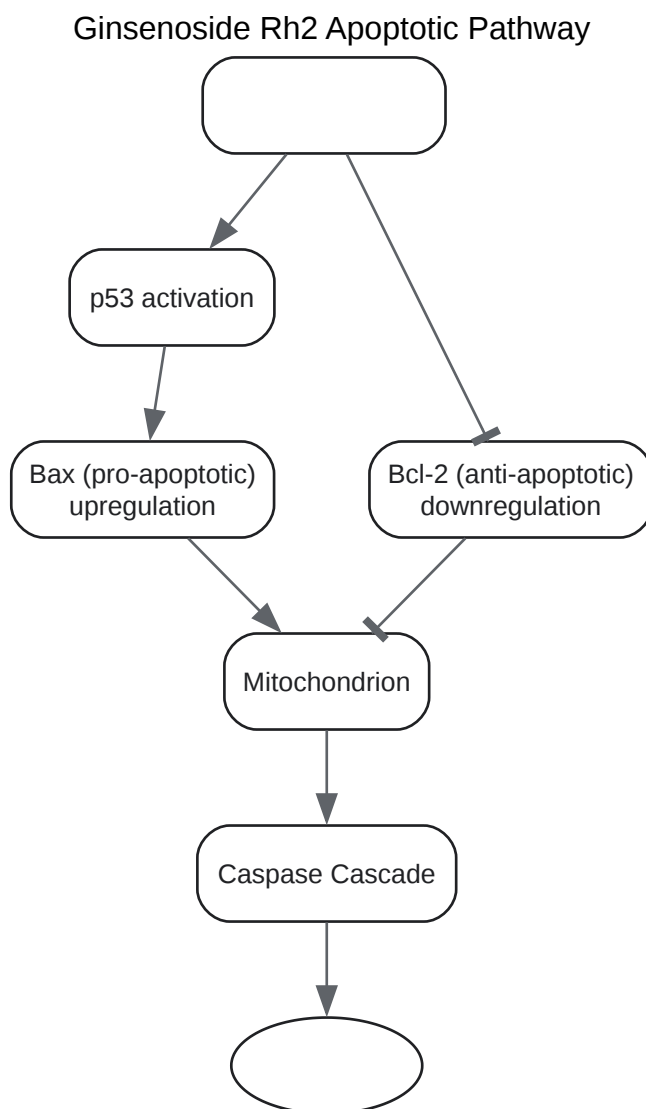 Ginsenoside Rh2 Apoptotic Pathway
p53 activation
Bax (pro-apoptotic)
upregulation
Bcl-2 (anti-apoptotic)
downregulation
Mitochondrion
Caspase Cascade